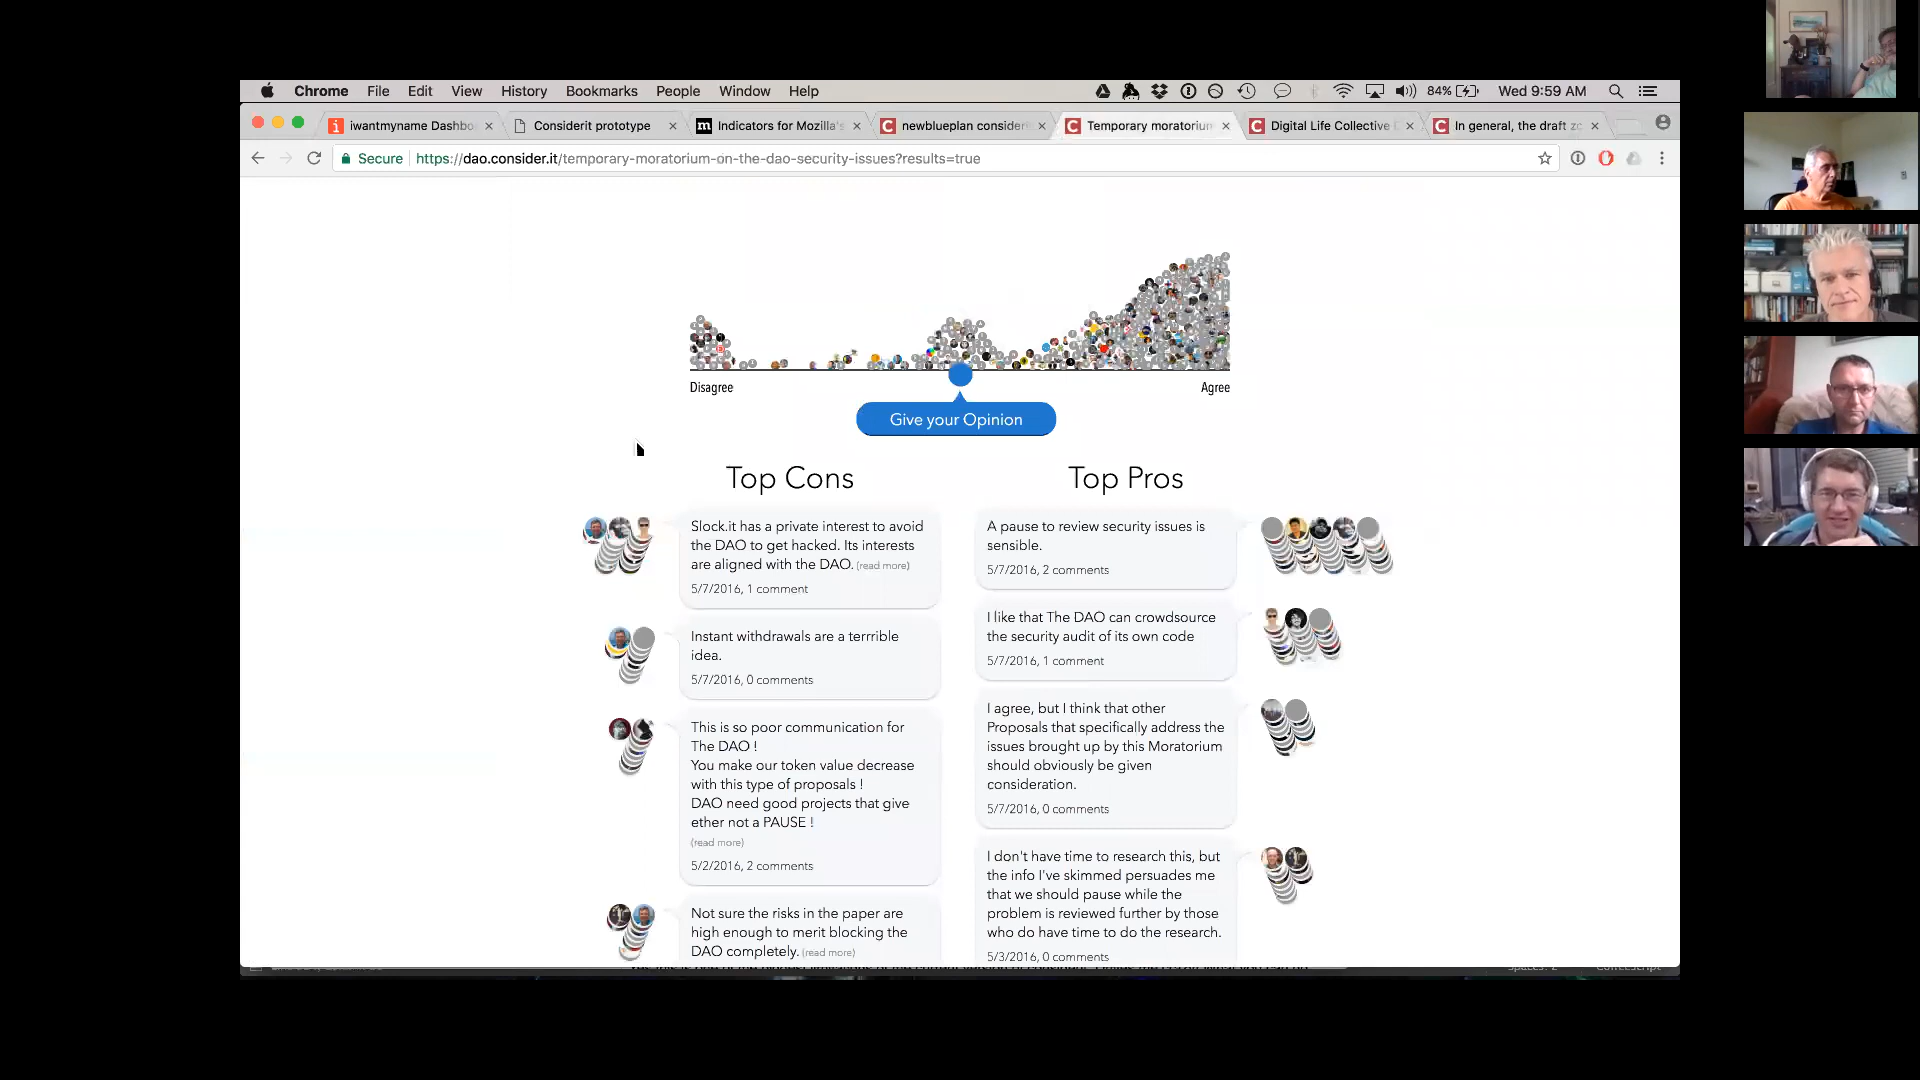 Chrome File Edit View History Bookmarks People Window Help 84% Wed 9:59 AM
iwantmyname Dashbo
Considerit prototype
Indicators for Mozilla's
newblueplan considerit
Temporary moratorium
Digital Life Collective
In general, the draft zo
Secure https://dao.consider.it/temporary-moratorium-on-the-dao-security-issues?results=true
Disagree
Agree
Give your Opinion
Top Cons
Slock.it has a private interest to avoid
the DAO to get hacked. Its interests
are aligned with the DAO. (read more)
5/7/2016, 1 comment
Instant withdrawals are a terrrible
idea.
5/7/2016, 0 comments
This is so poor communication for
The DAO !
You make our token value decrease
with this type of proposals !
DAO need good projects that give
ether not a PAUSE !
(read more)
5/2/2016, 2 comments
Not sure the risks in the paper are
high enough to merit blocking the
DAO completely. (read more)
Top Pros
A pause to review security issues is
sensible.
5/7/2016, 2 comments
I like that The DAO can crowdsource
the security audit of its own code
5/7/2016, 1 comment
I agree, but I think that other
Proposals that specifically address the
issues brought up by this Moratorium
should obviously be given
consideration.
5/7/2016, 0 comments
I don't have time to research this, but
the info I've skimmed persuades me
that we should pause while the
problem is reviewed further by those
who do have time to do the research.
5/3/2016, 0 comments